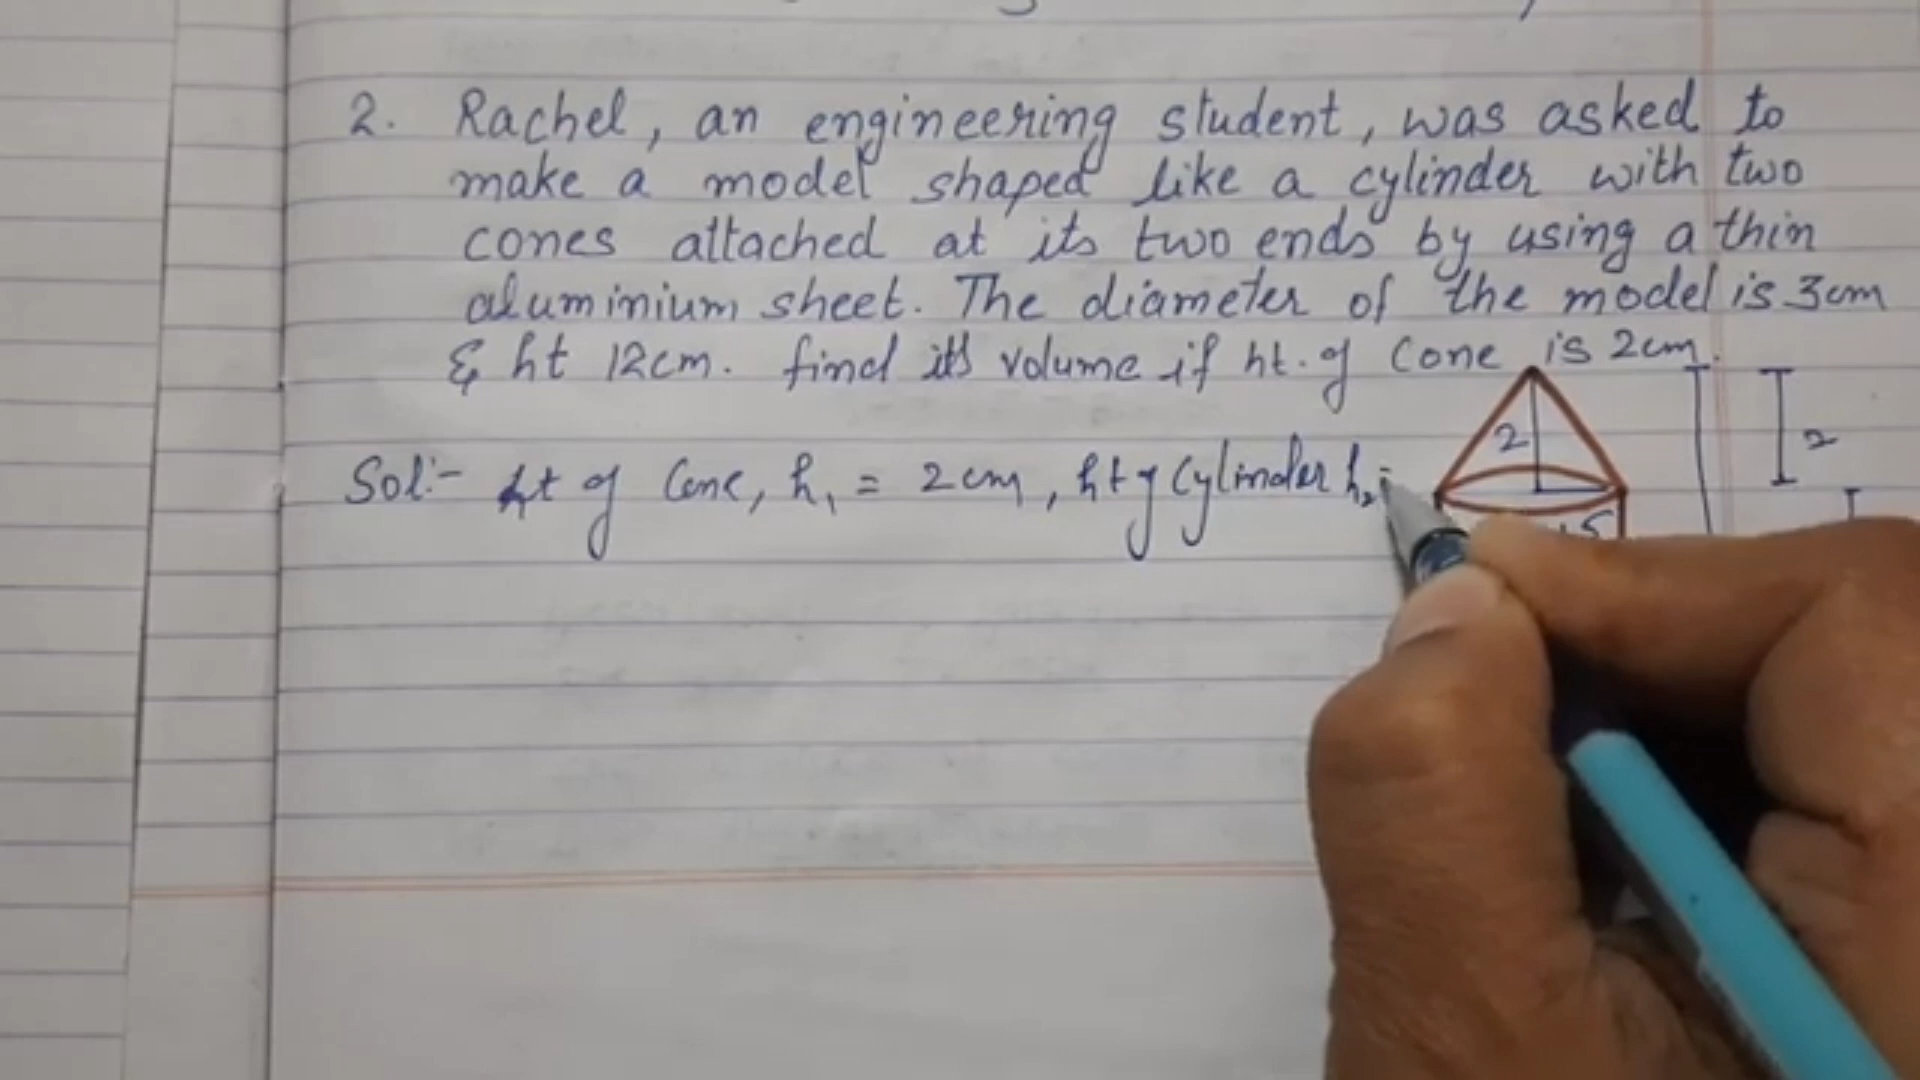 2. Rachel, an engineering student, was asked to
make a model shaped like a cylinder with two
cones attached at its two ends by using a thin
aluminium sheet. The diameter of the model is 3cm
& ht 12cm. find it's volume if ht. of Cone is 2cm.
Sol:- ht of Cone, h₁ = 2cm, ht of Cylinder h₂ =
2
2